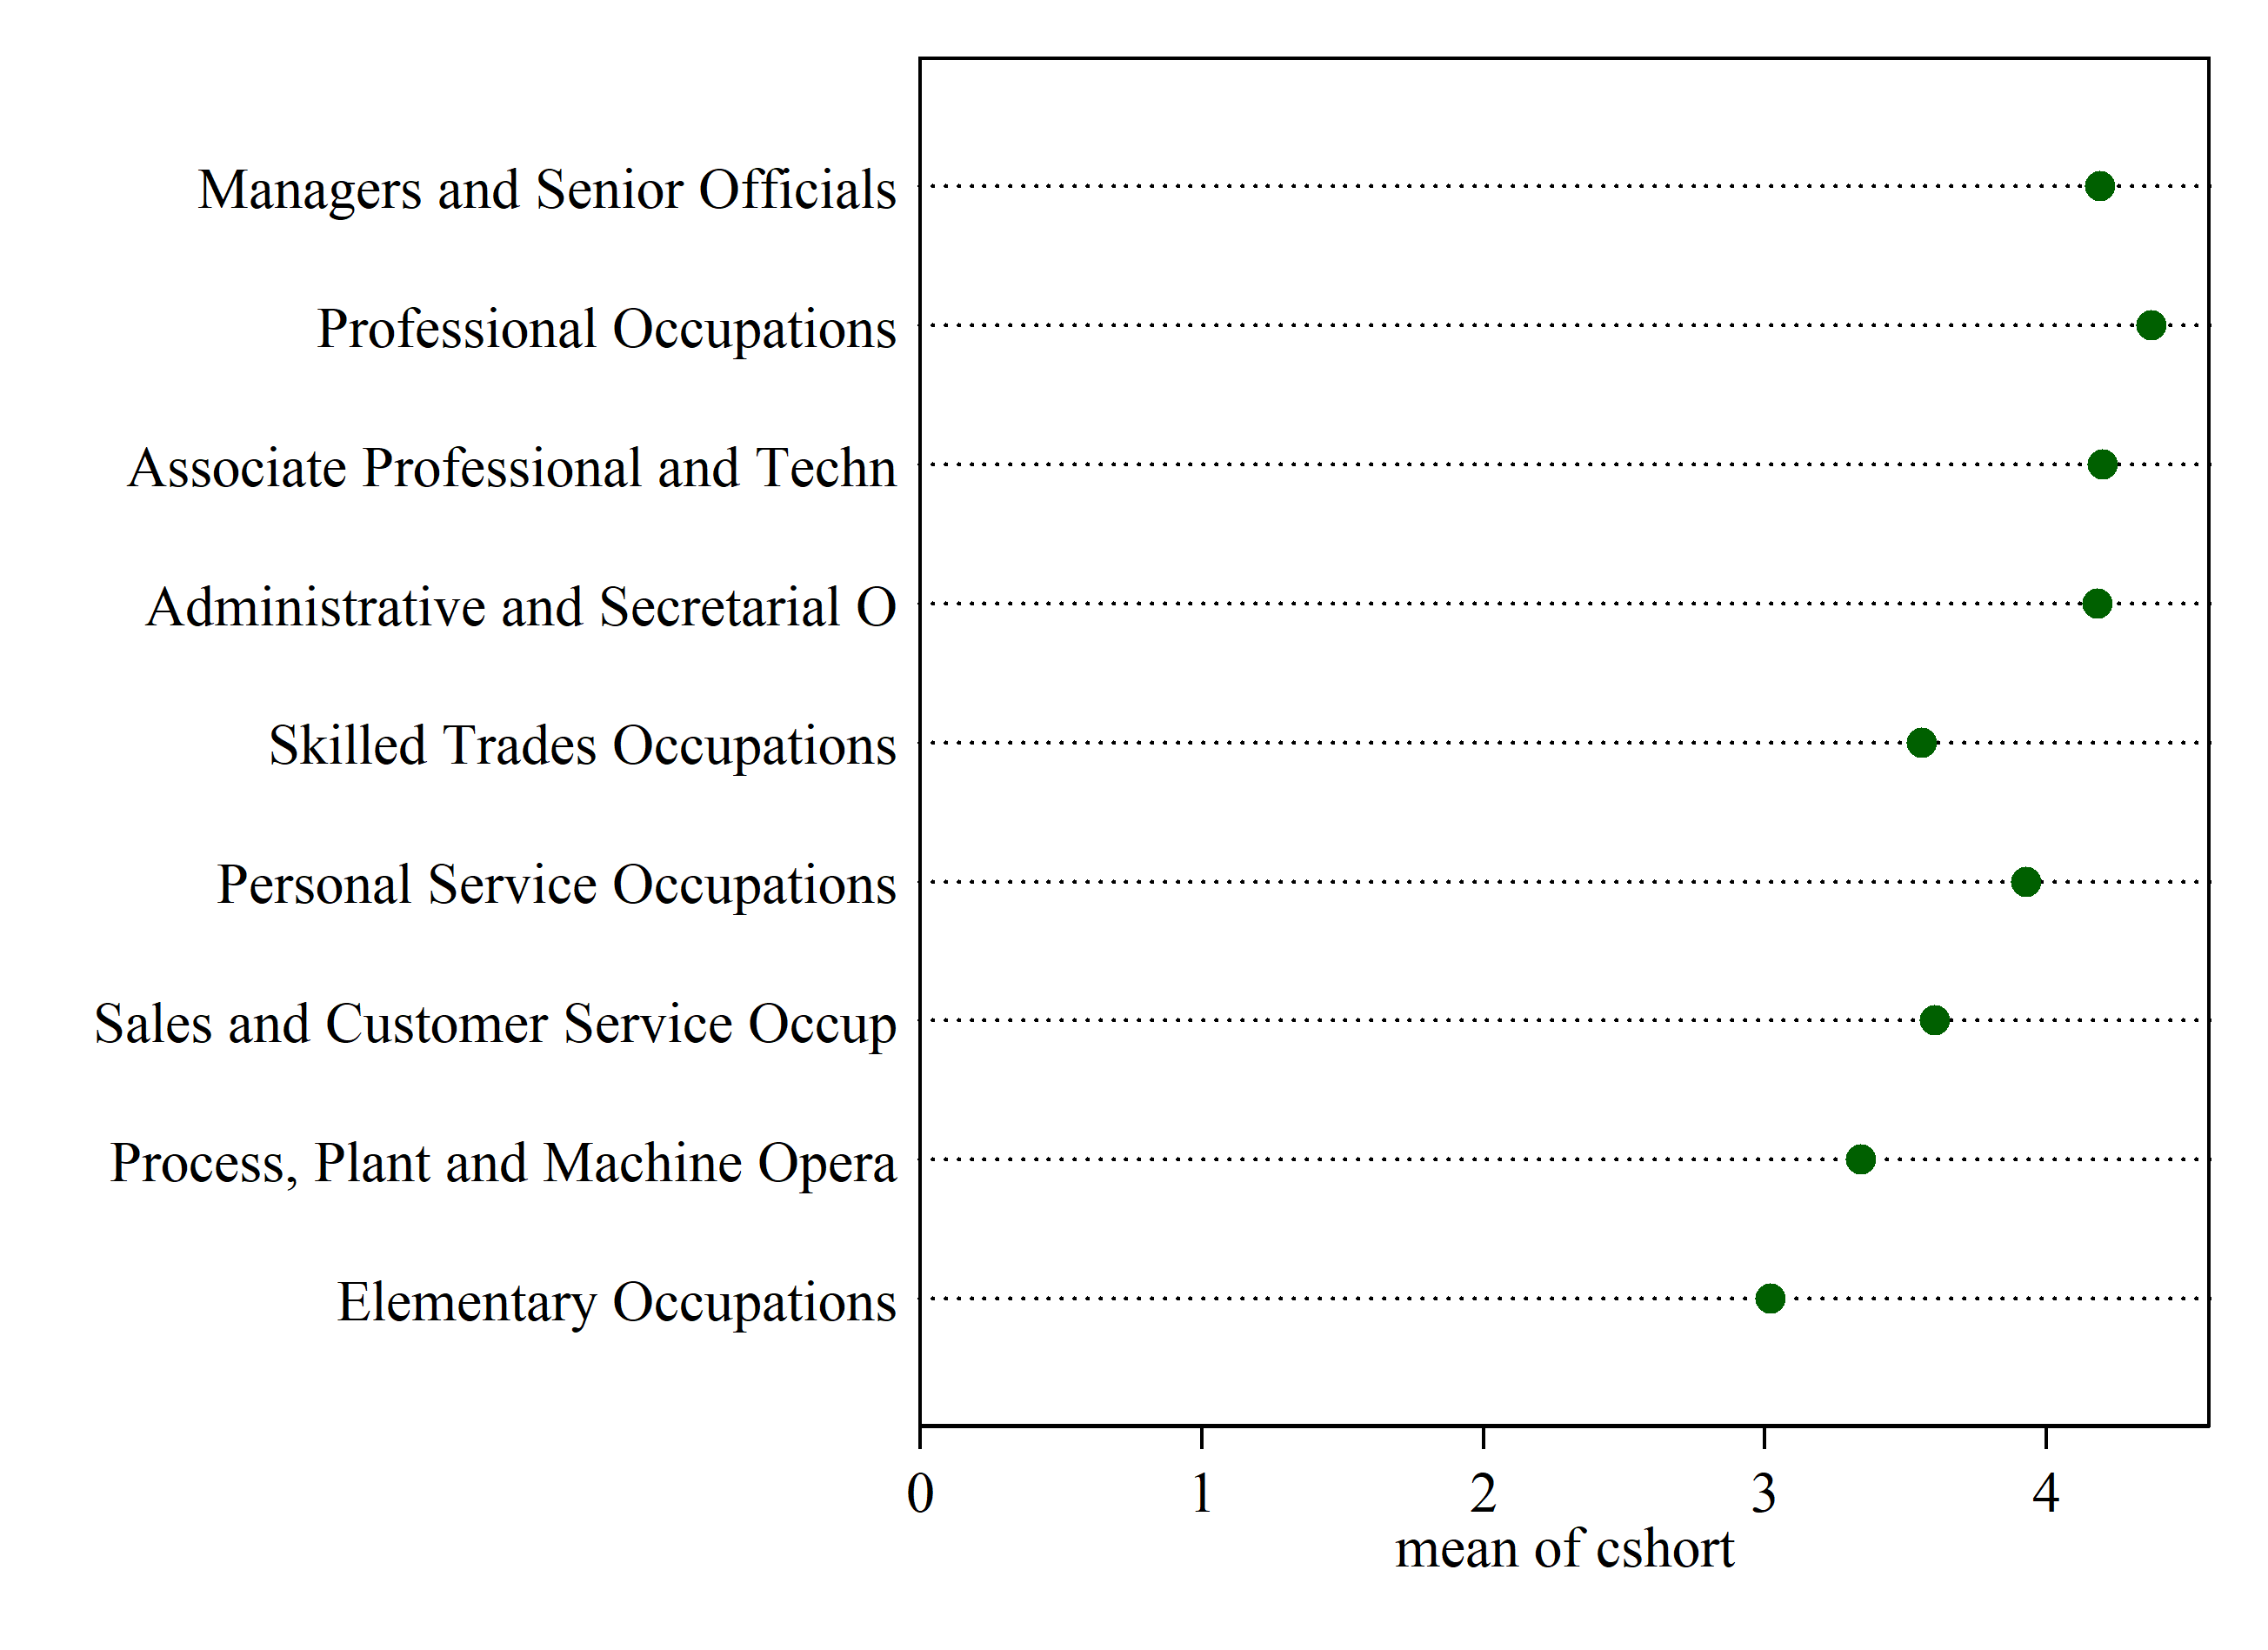 Managers and Senior Officials
Professional Occupations
Associate Professional and Techn
Administrative and Secretarial O
Skilled Trades Occupations
Personal Service Occupations
Sales and Customer Service Occup
Process, Plant and Machine Opera
Elementary Occupations
0 1 2 3 4
mean of cshort